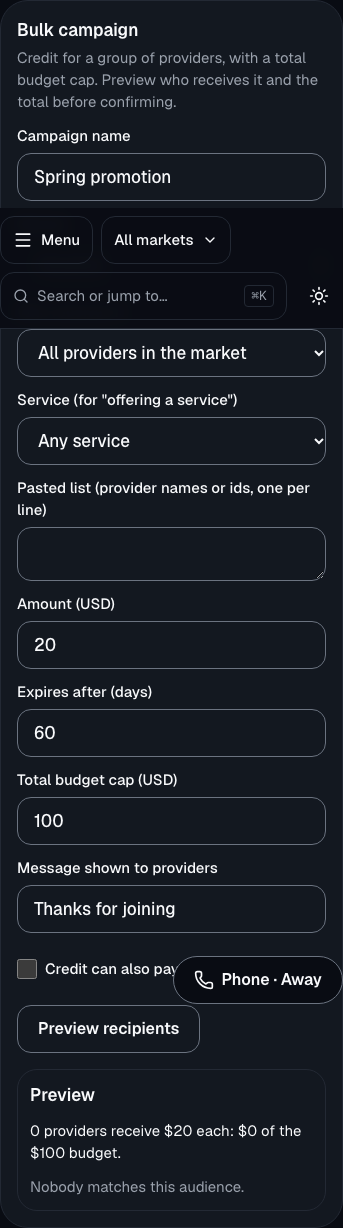 Bulk campaign
Credit for a group of providers, with a total
budget cap. Preview who receives it and the
total before confirming.
Campaign name
Spring promotion
Menu
All markets
Search or jump to...
⌘K
All providers in the market
Service (for "offering a service")
Any service
Pasted list (provider names or ids, one per
line)
Amount (USD)
20
Expires after (days)
60
Total budget cap (USD)
100
Message shown to providers
Thanks for joining
Credit can also pay
Phone · Away
Preview recipients
Preview
0 providers receive $20 each: $0 of the
$100 budget.
Nobody matches this audience.